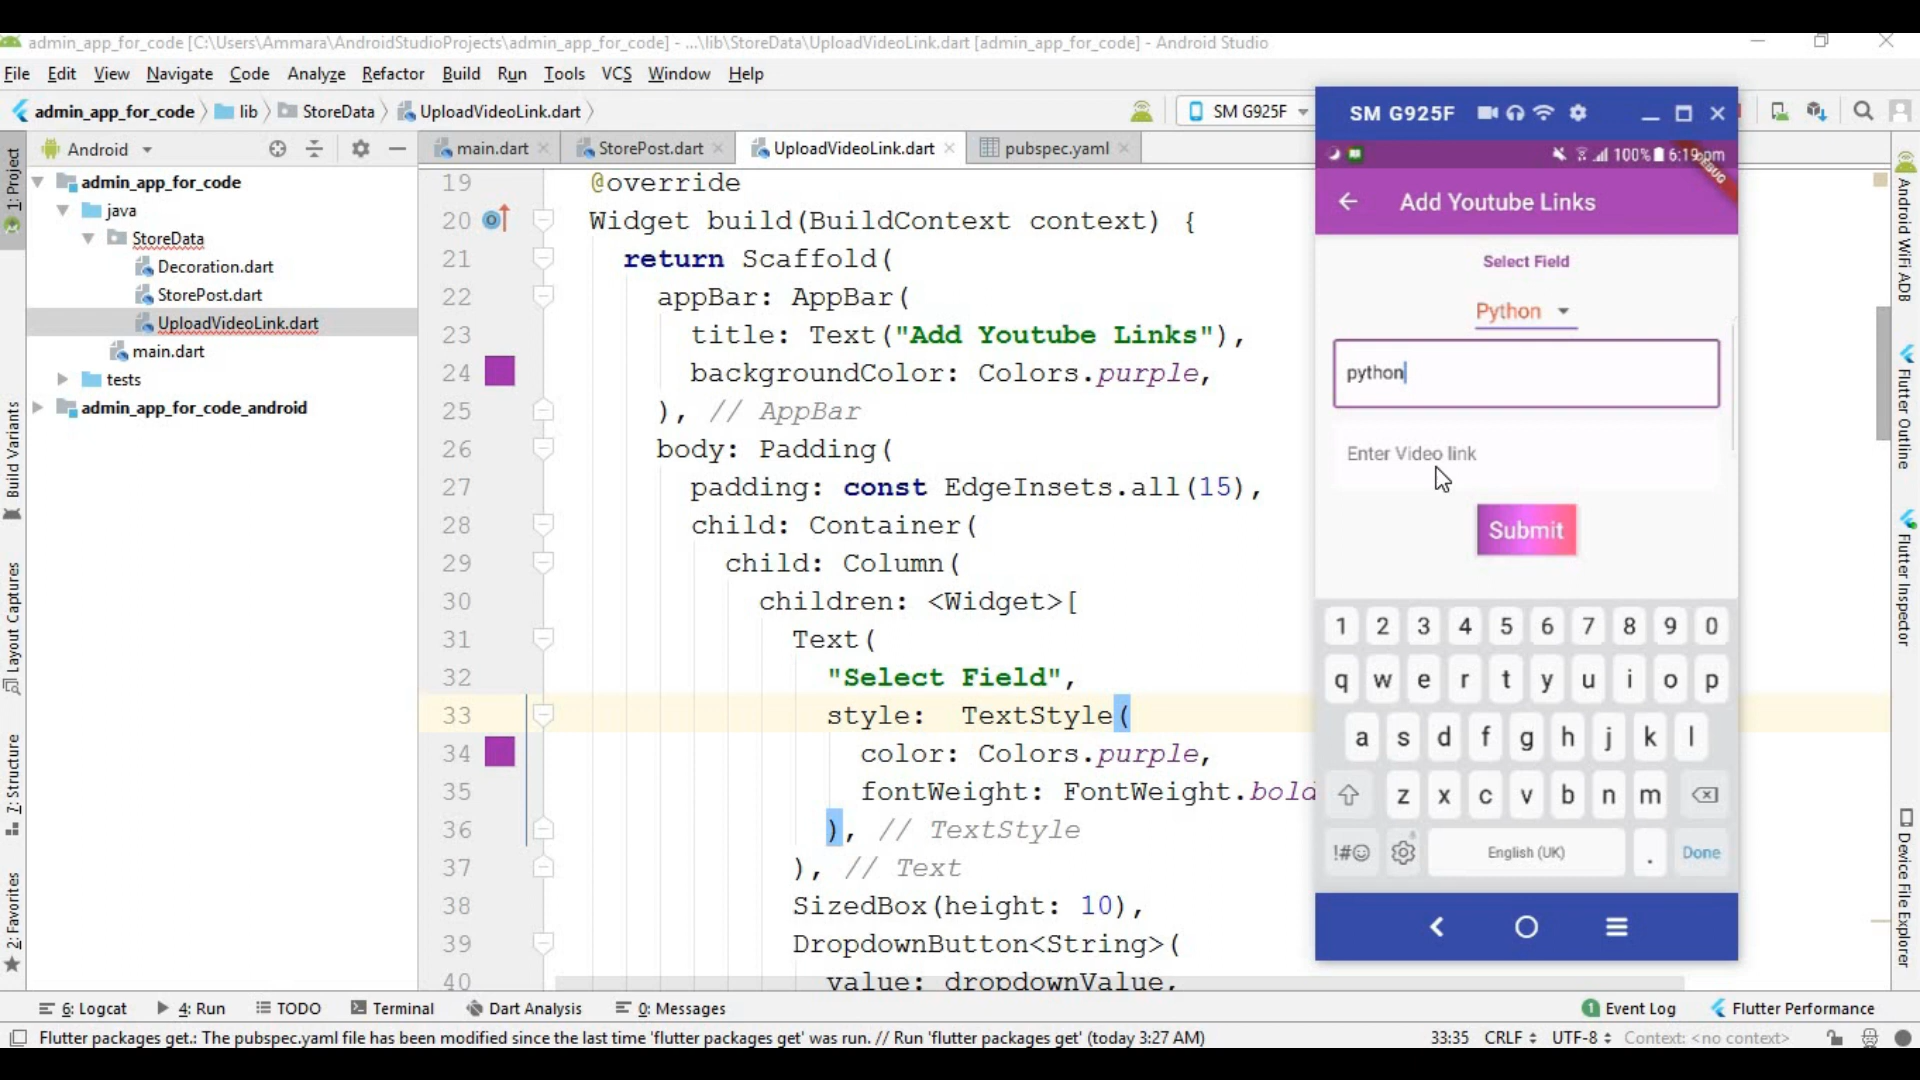 admin_app_for_code [C:\Users\Ammara\AndroidStudioProjects\admin_app_for_code] - ...\lib\StoreData\UploadVideoLink.dart [admin_app_for_code] - Android Studio
File Edit View Navigate Code Analyze Refactor Build Run Tools VCS Window Help
admin_app_for_code lib StoreData UploadVideoLink.dart SM G925F
Android main.dart StorePost.dart UploadVideoLink.dart pubspec.yaml
admin_app_for_code
java
StoreData
Decoration.dart
StorePost.dart
UploadVideoLink.dart
main.dart
tests
admin_app_for_code_android
1: Project
Build Variants
Layout Captures
7: Structure
2: Favorites
19 @override
20 Widget build(BuildContext context) {
21 return Scaffold(
22 appBar: AppBar(
23 title: Text("Add Youtube Links"),
24 backgroundColor: Colors.purple,
25 ), // AppBar
26 body: Padding(
27 padding: const EdgeInsets.all(15),
28 child: Container(
29 child: Column(
30 children: <Widget>[
31 Text(
32 "Select Field",
33 style:  TextStyle(
34 color: Colors.purple,
35 fontWeight: FontWeight.bold
36 ), // TextStyle
37 ), // Text
38 SizedBox(height: 10),
39 DropdownButton<String>(
40 value: dropdownValue,
SM G925F
100% 6:19pm
DEBUG
Add Youtube Links
Select Field
Python
python
Enter Video link
Submit
1 2 3 4 5 6 7 8 9 0
q w e r t y u i o p
a s d f g h j k l
z x c v b n m
!#☺ English (UK) . Done
Android WiFi ADB
Flutter Outline
Flutter Inspector
Device File Explorer
6: Logcat 4: Run TODO Terminal Dart Analysis 0: Messages Event Log Flutter Performance
Flutter packages get.: The pubspec.yaml file has been modified since the last time 'flutter packages get' was run. // Run 'flutter packages get' (today 3:27 AM) 33:35 CRLF UTF-8 Context: <no context>